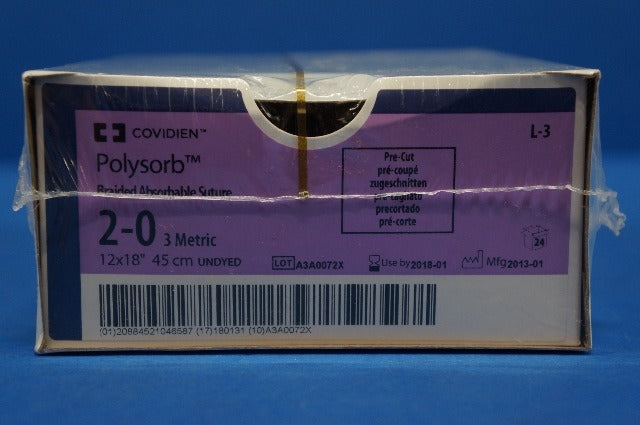 COVIDIEN™
L-3
Polysorb™
Braided Absorbable Suture
2-0 3 Metric
12x18" 45 cm UNDYED
Pre-Cut
pré-coupé
zugeschnitten
pre-tagliato
precortado
pré-corte
24
LOT A3A0072X
Use by 2018-01
Mfg 2013-01
(01)20884521046587 (17)180131 (10)A3A0072X